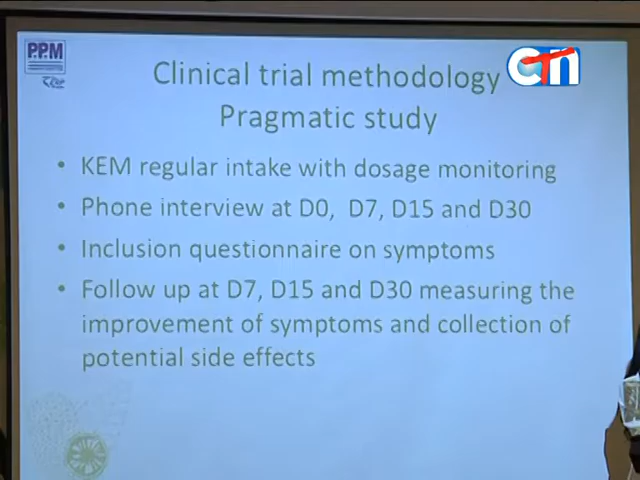 PPM
CTN
Clinical trial methodology
Pragmatic study
• KEM regular intake with dosage monitoring
• Phone interview at D0, D7, D15 and D30
• Inclusion questionnaire on symptoms
• Follow up at D7, D15 and D30 measuring the
improvement of symptoms and collection of
potential side effects